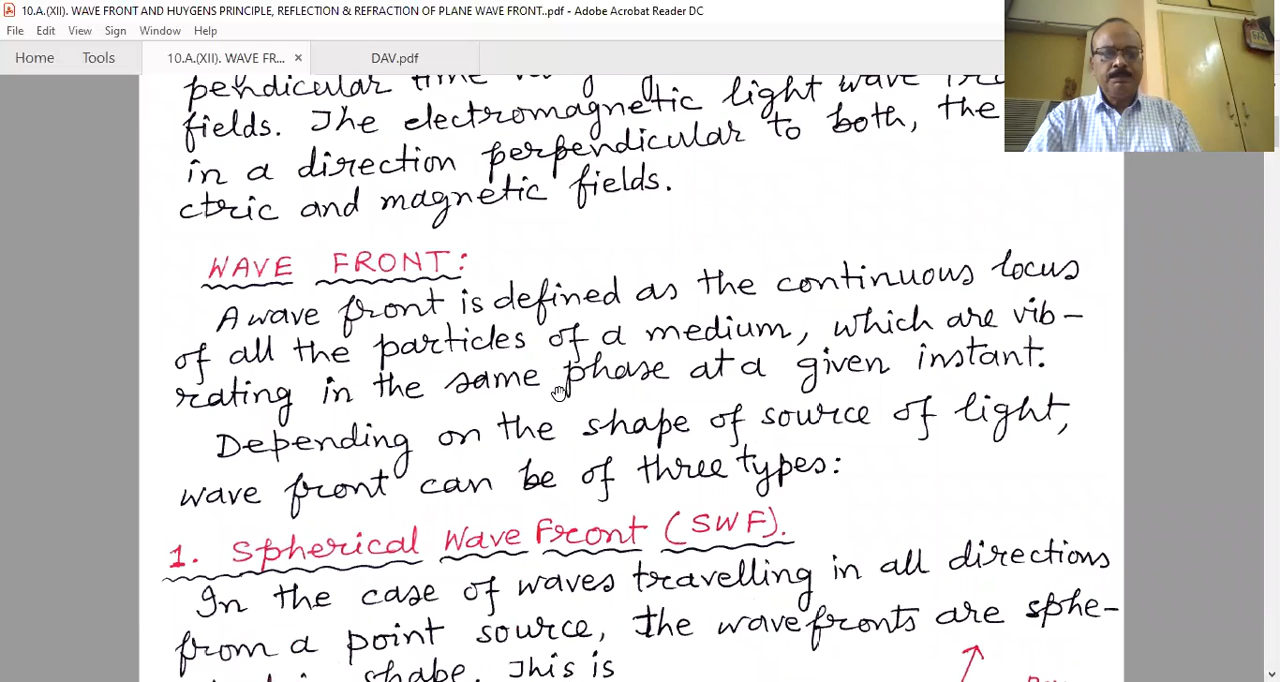 10.A.(XII). WAVE FRONT AND HUYGENS PRINCIPLE, REFLECTION & REFRACTION OF PLANE WAVE FRONT..pdf - Adobe Acrobat Reader DC
File Edit View Sign Window Help
Home Tools 10.A.(XII). WAVE FR... × DAV.pdf
pendicular time light wave
fields. The electromagnetic
in a direction perpendicular to both, the
ctric and magnetic fields.
WAVE FRONT:
A wave front is defined as the continuous locus
of all the particles of a medium, which are vib-
rating in the same phase at a given instant.
Depending on the shape of source of light,
wave front can be of three types:
1. Spherical Wave Front (SWF).
In the case of waves travelling in all directions
from a point source, the wavefronts are sphe-
shape. This is